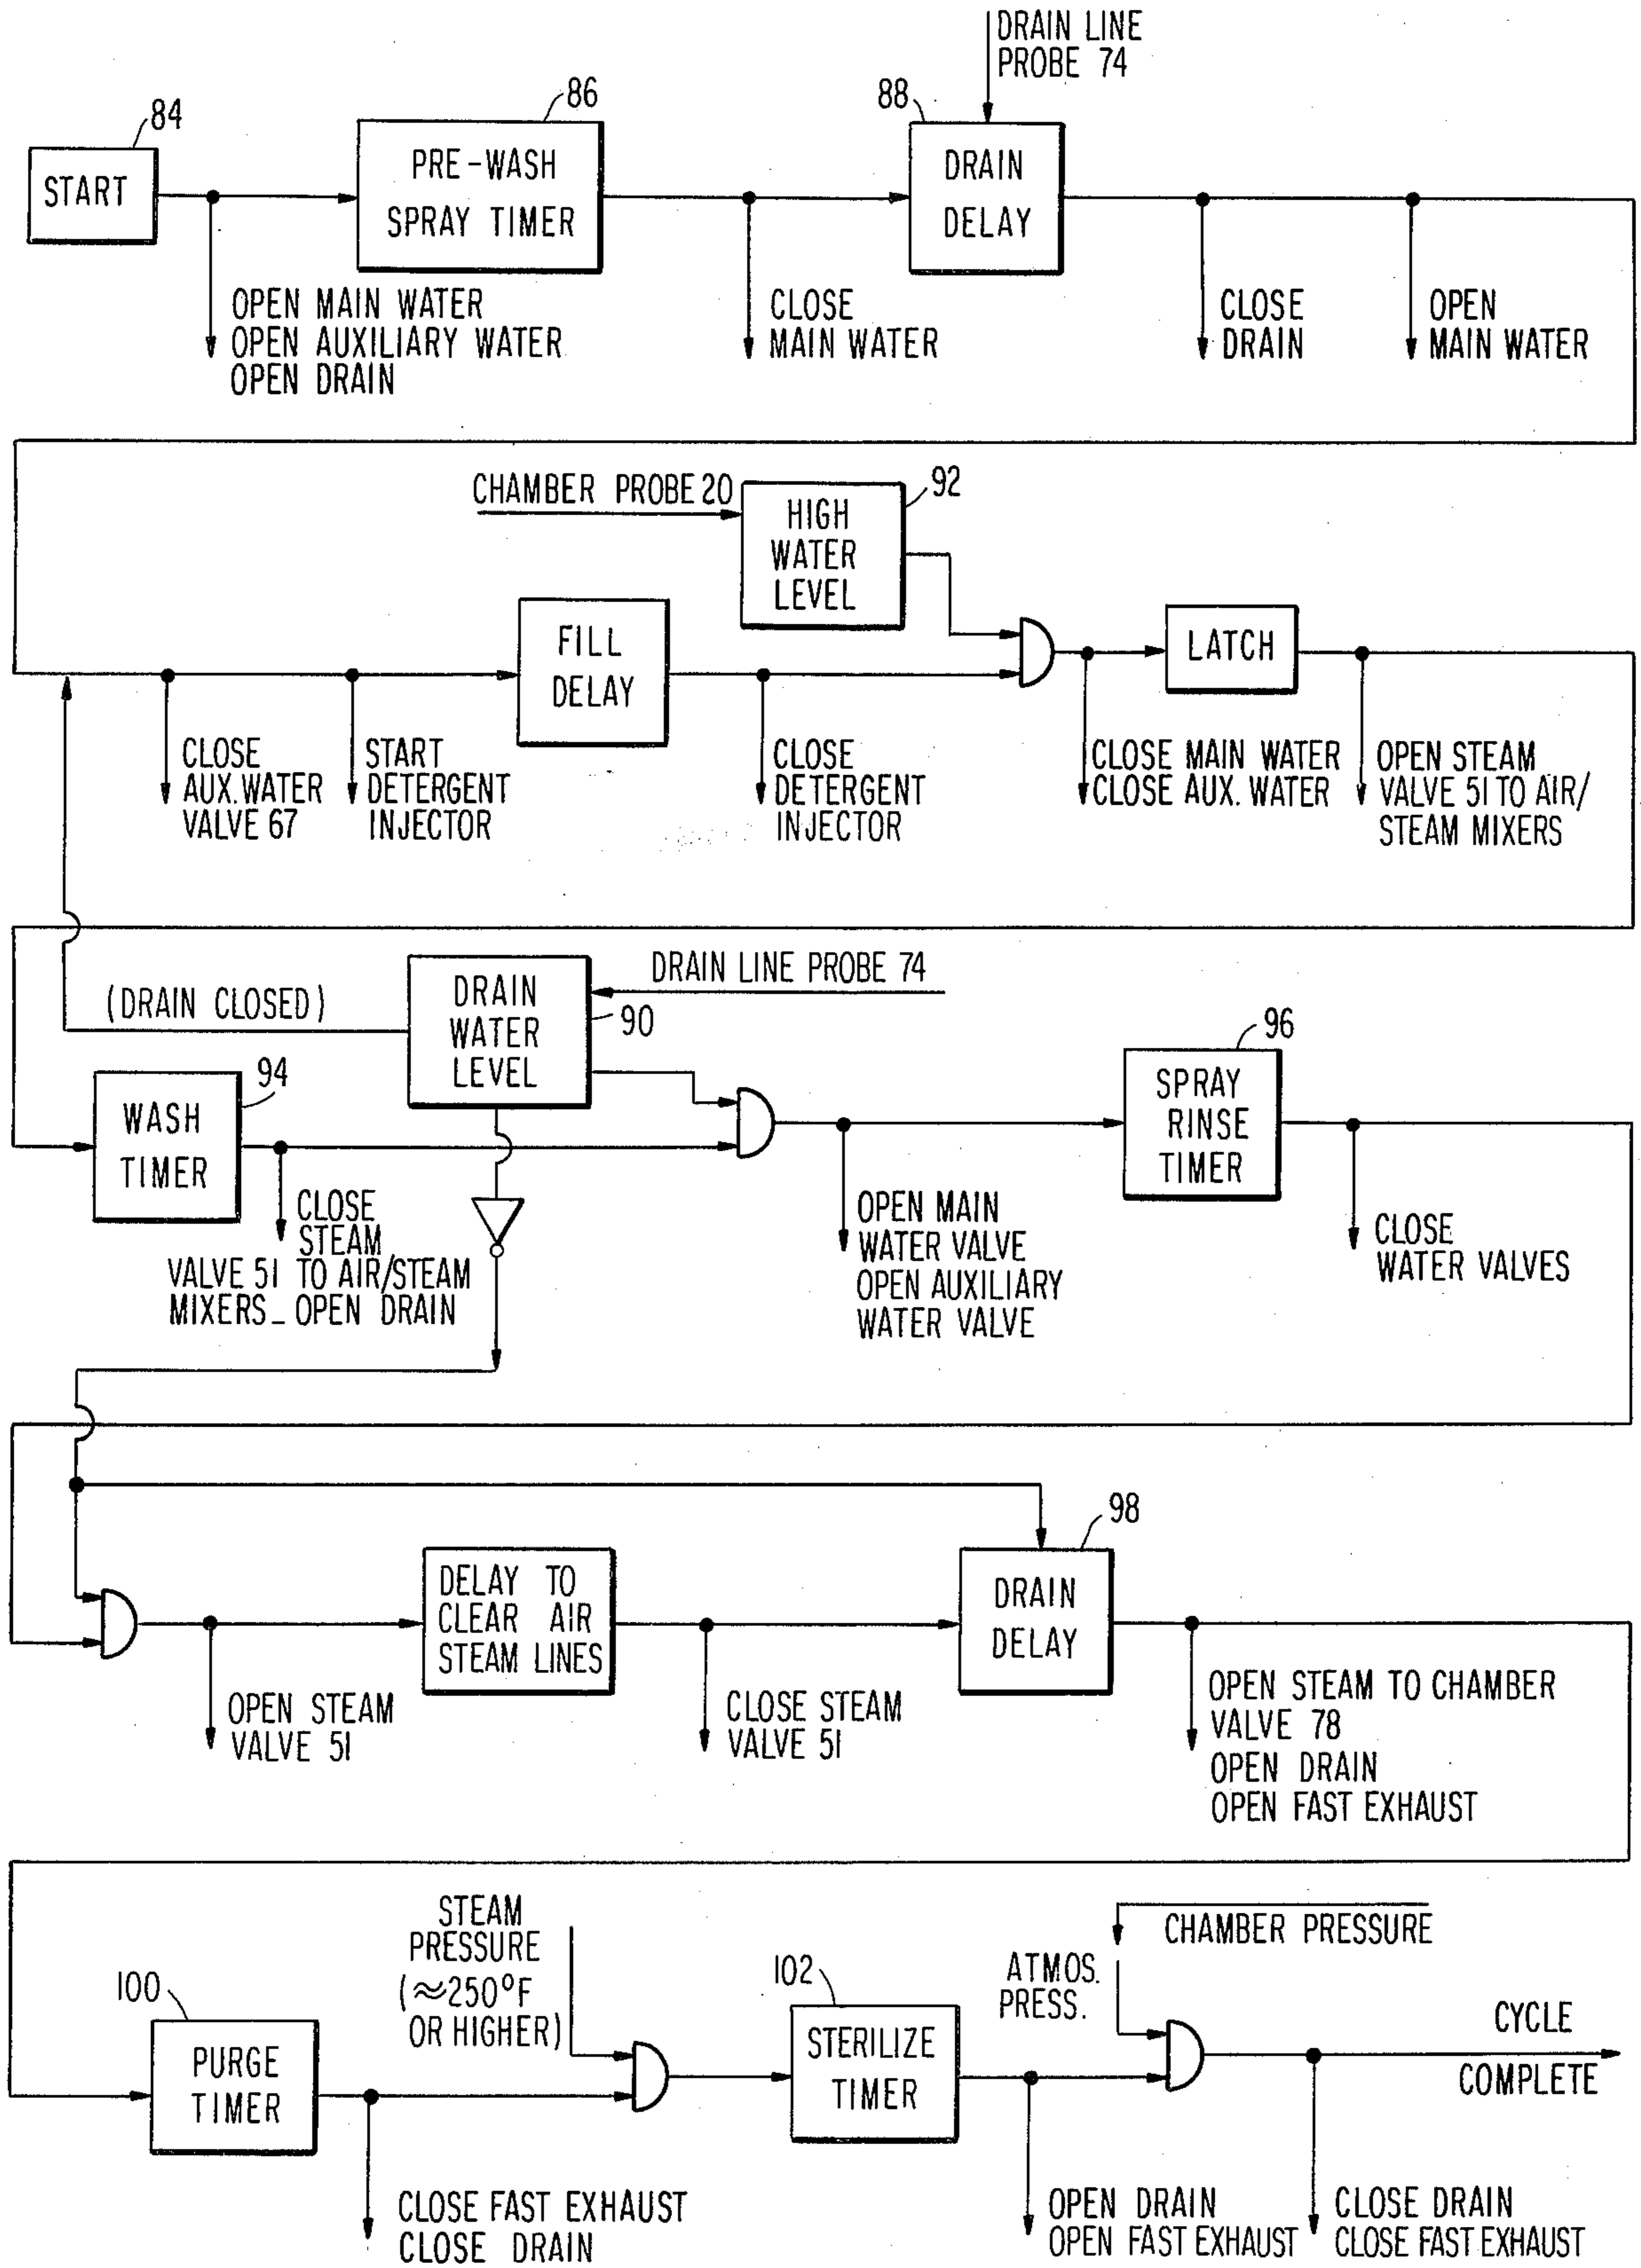 DRAIN LINE
PROBE 74
84
86
88
START
PRE-WASH
SPRAY TIMER
DRAIN
DELAY
OPEN MAIN WATER
OPEN AUXILIARY WATER
OPEN DRAIN
CLOSE
MAIN WATER
CLOSE
DRAIN
OPEN
MAIN WATER
CHAMBER PROBE 20
92
HIGH
WATER
LEVEL
FILL
DELAY
LATCH
CLOSE
AUX. WATER
VALVE 67
START
DETERGENT
INJECTOR
CLOSE
DETERGENT
INJECTOR
CLOSE MAIN WATER
CLOSE AUX. WATER
OPEN STEAM
VALVE 51 TO AIR/
STEAM MIXERS
(DRAIN CLOSED)
DRAIN
WATER
LEVEL
DRAIN LINE PROBE 74
90
94
WASH
TIMER
96
SPRAY
RINSE
TIMER
CLOSE
STEAM
VALVE 51 TO AIR/STEAM
MIXERS_ OPEN DRAIN
OPEN MAIN
WATER VALVE
OPEN AUXILIARY
WATER VALVE
CLOSE
WATER VALVES
98
DELAY TO
CLEAR AIR
STEAM LINES
DRAIN
DELAY
OPEN STEAM
VALVE 51
CLOSE STEAM
VALVE 51
OPEN STEAM TO CHAMBER
VALVE 78
OPEN DRAIN
OPEN FAST EXHAUST
STEAM
PRESSURE
(≈250°F
OR HIGHER)
CHAMBER PRESSURE
ATMOS.
PRESS.
100
PURGE
TIMER
102
STERILIZE
TIMER
CYCLE
COMPLETE
CLOSE FAST EXHAUST
CLOSE DRAIN
OPEN DRAIN
OPEN FAST EXHAUST
CLOSE DRAIN
CLOSE FAST EXHAUST